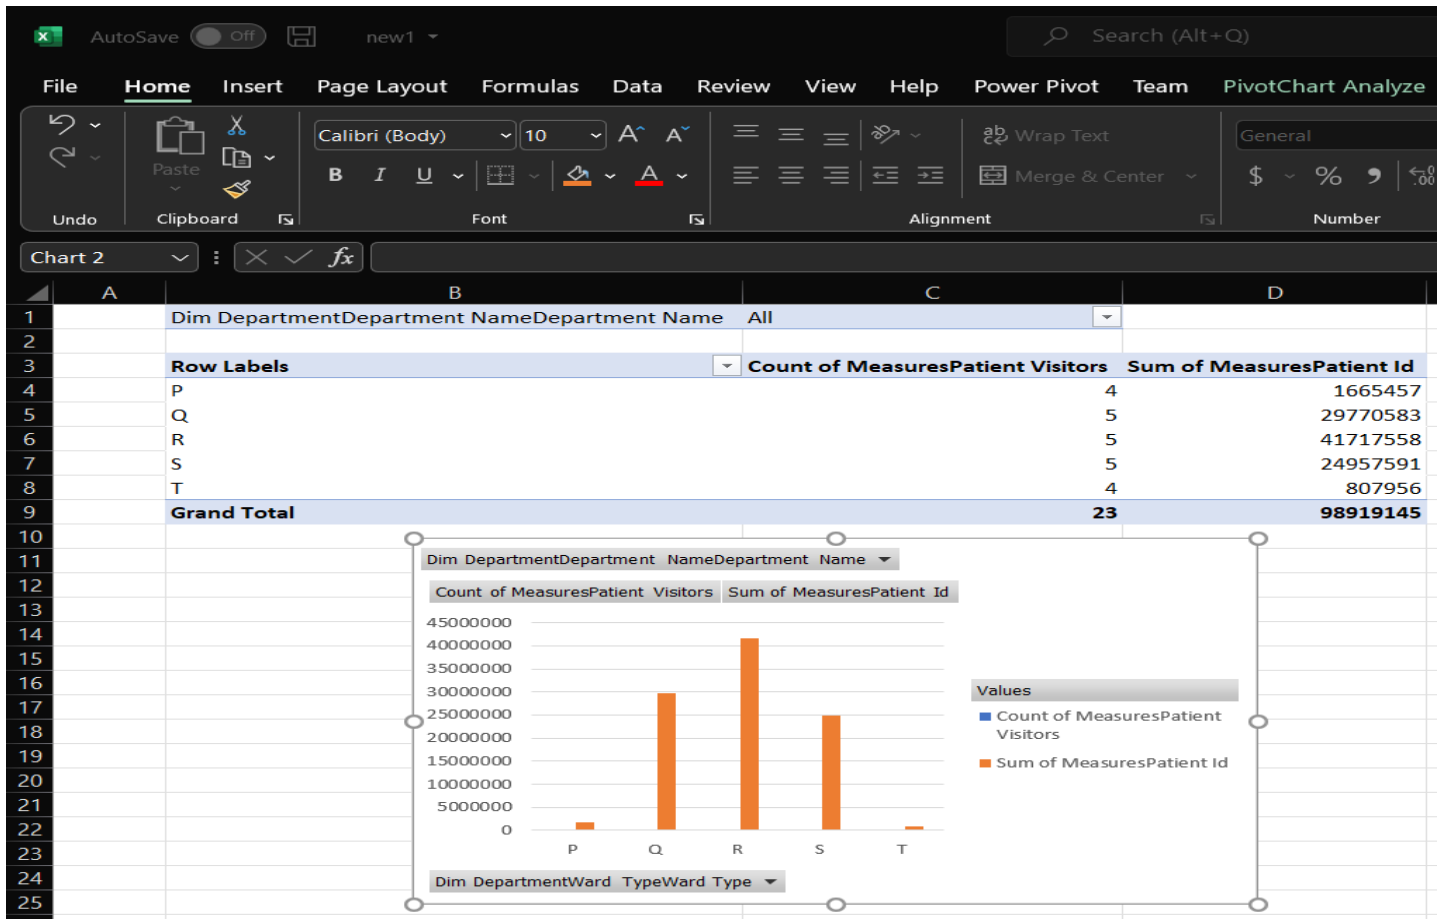 AutoSave Off new1 Search (Alt+Q)
File Home Insert Page Layout Formulas Data Review View Help Power Pivot Team PivotChart Analyze
Calibri (Body) 10 A A ab Wrap Text General
Paste B I U A Merge & Center $ % 9 .00
Undo Clipboard Font Alignment Number
Chart 2 fx
A B C D
1 Dim DepartmentDepartment NameDepartment Name All
2
3 Row Labels Count of MeasuresPatient Visitors Sum of MeasuresPatient Id
4 P 4 1665457
5 Q 5 29770583
6 R 5 41717558
7 S 5 24957591
8 T 4 807956
9 Grand Total 23 98919145
10
11 Dim DepartmentDepartment NameDepartment Name
12 Count of MeasuresPatient Visitors Sum of MeasuresPatient Id
13
14 45000000
15 40000000
16 35000000
17 30000000 Values
18 25000000 Count of MeasuresPatient
Visitors
19 20000000
20 15000000 Sum of MeasuresPatient Id
21 10000000
22 5000000
23 0
24 P Q R S T
25 Dim DepartmentWard TypeWard Type